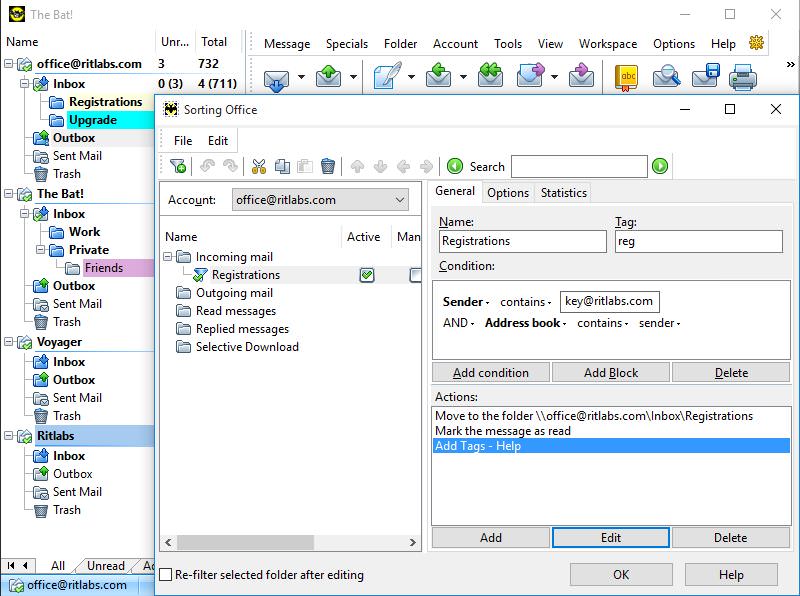 The Bat!
Name Unr... Total
Message Specials Folder Account Tools View Workspace Options Help
office@ritlabs.com 3 732
Inbox 0 (3) 4 (711)
Registrations
Upgrade
Outbox
Sent Mail
Trash
The Bat!
Inbox
Work
Private
Friends
Outbox
Sent Mail
Trash
Voyager
Inbox
Outbox
Sent Mail
Trash
Ritlabs
Inbox
Outbox
Sent Mail
Trash
All Unread Ad
office@ritlabs.com
abc
»
Sorting Office
File Edit
Search
Account: office@ritlabs.com
Name Active Man
Incoming mail
Registrations
Outgoing mail
Read messages
Replied messages
Selective Download
General Options Statistics
Name: Tag:
Registrations reg
Condition:
Sender contains key@ritlabs.com
AND Address book contains sender
Add condition Add Block Delete
Actions:
Move to the folder \\office@ritlabs.com\Inbox\Registrations
Mark the message as read
Add Tags - Help
Add Edit Delete
Re-filter selected folder after editing
OK Help